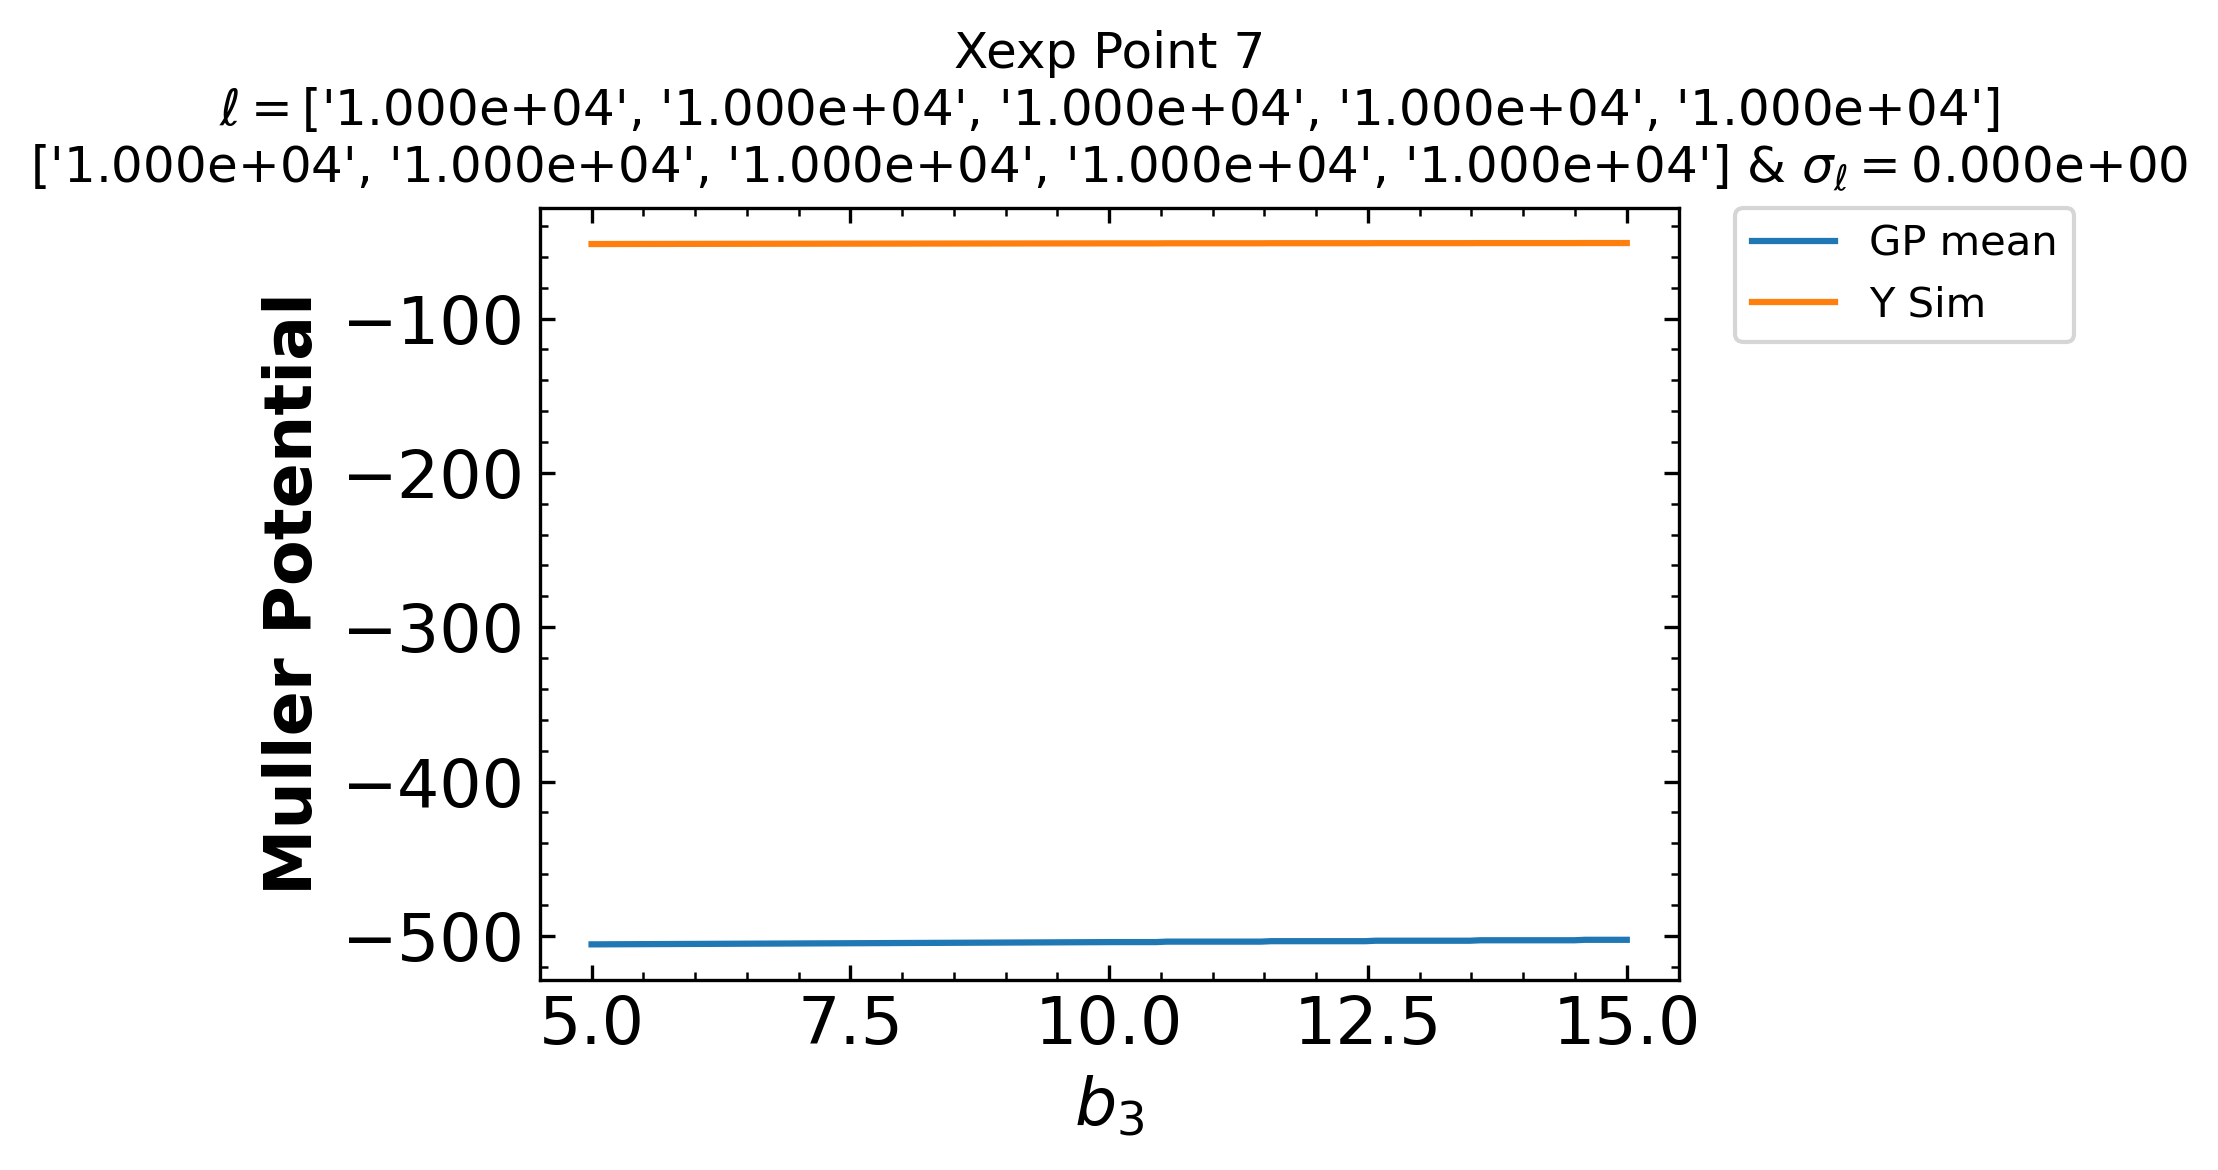 Xexp Point 7
ℓ = ['1.000e+04', '1.000e+04', '1.000e+04', '1.000e+04', '1.000e+04']
['1.000e+04', '1.000e+04', '1.000e+04', '1.000e+04', '1.000e+04'] & σℓ = 0.000e+00
GP mean
Y Sim
Muller Potential
−100
−200
−300
−400
−500
5.0 7.5 10.0 12.5 15.0
b₃